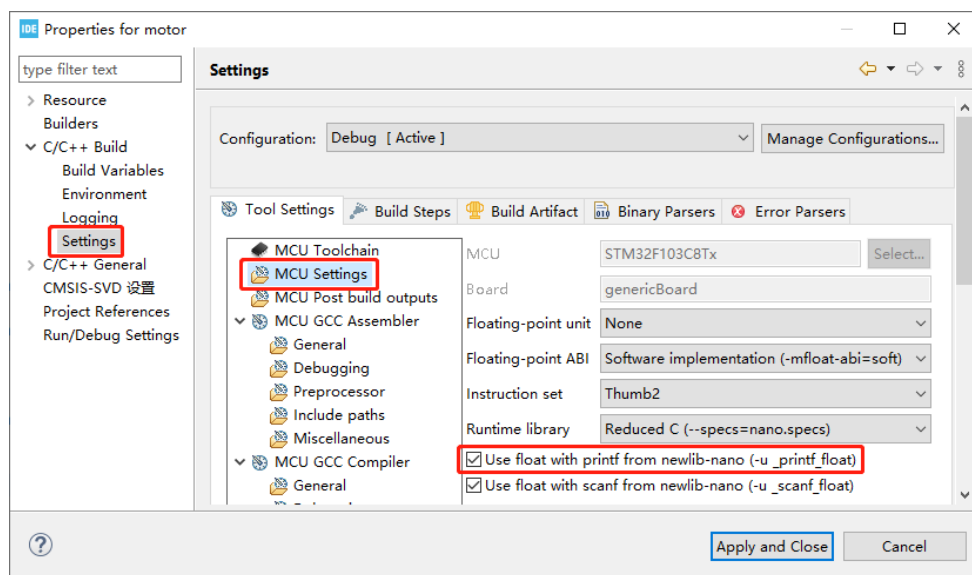 IDE Properties for motor
type filter text
Resource
Builders
C/C++ Build
Build Variables
Environment
Logging
Settings
C/C++ General
CMSIS-SVD 设置
Project References
Run/Debug Settings
Settings
Configuration: Debug [ Active ] Manage Configurations...
Tool Settings Build Steps Build Artifact Binary Parsers Error Parsers
MCU Toolchain
MCU Settings
MCU Post build outputs
MCU GCC Assembler
General
Debugging
Preprocessor
Include paths
Miscellaneous
MCU GCC Compiler
General
MCU STM32F103C8Tx Select...
Board genericBoard
Floating-point unit None
Floating-point ABI Software implementation (-mfloat-abi=soft)
Instruction set Thumb2
Runtime library Reduced C (--specs=nano.specs)
Use float with printf from newlib-nano (-u _printf_float)
Use float with scanf from newlib-nano (-u _scanf_float)
? Apply and Close Cancel